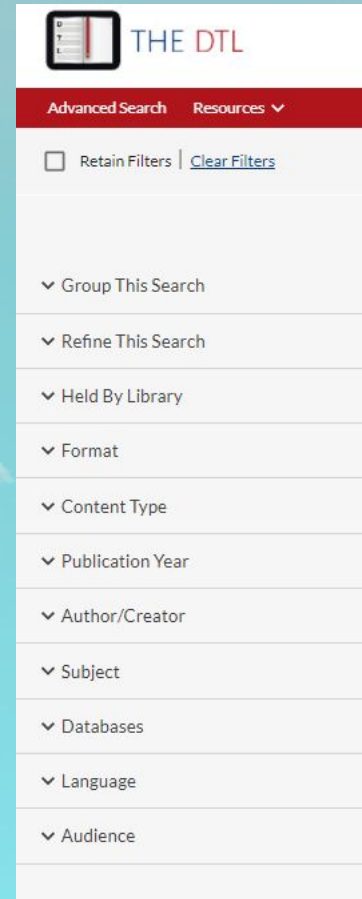 D
T
L
THE DTL
Advanced Search Resources
Retain Filters | Clear Filters
Group This Search
Refine This Search
Held By Library
Format
Content Type
Publication Year
Author/Creator
Subject
Databases
Language
Audience